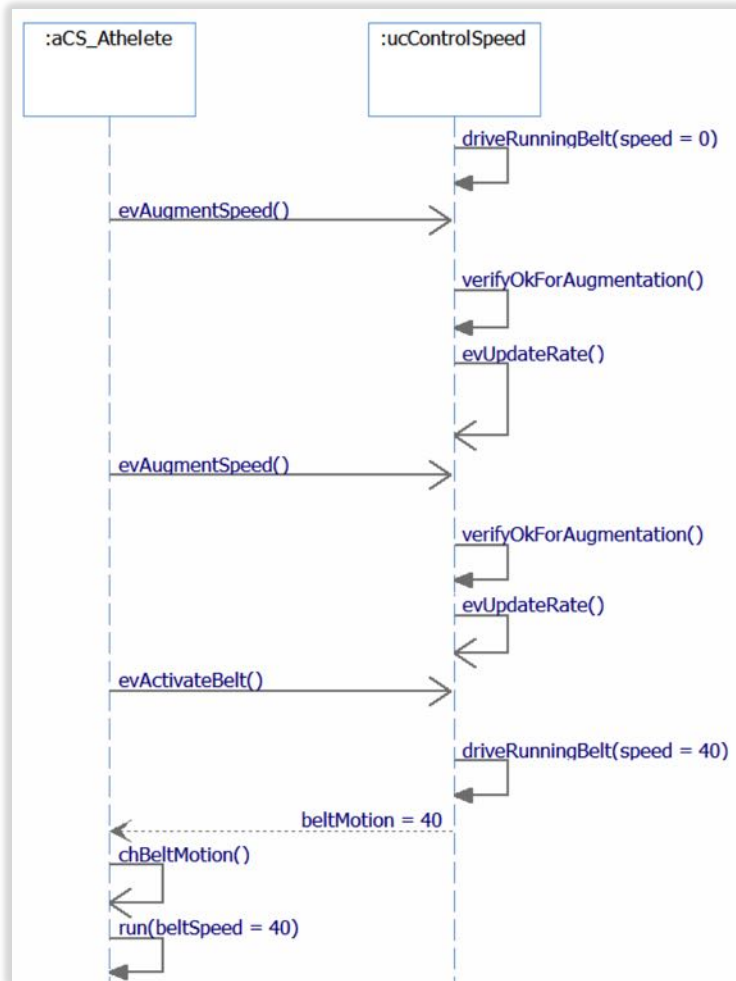 :aCS_Athelete
:ucControlSpeed
driveRunningBelt(speed = 0)
evAugmentSpeed()
verifyOkForAugmentation()
evUpdateRate()
evAugmentSpeed()
verifyOkForAugmentation()
evUpdateRate()
evActivateBelt()
driveRunningBelt(speed = 40)
beltMotion = 40
chBeltMotion()
run(beltSpeed = 40)